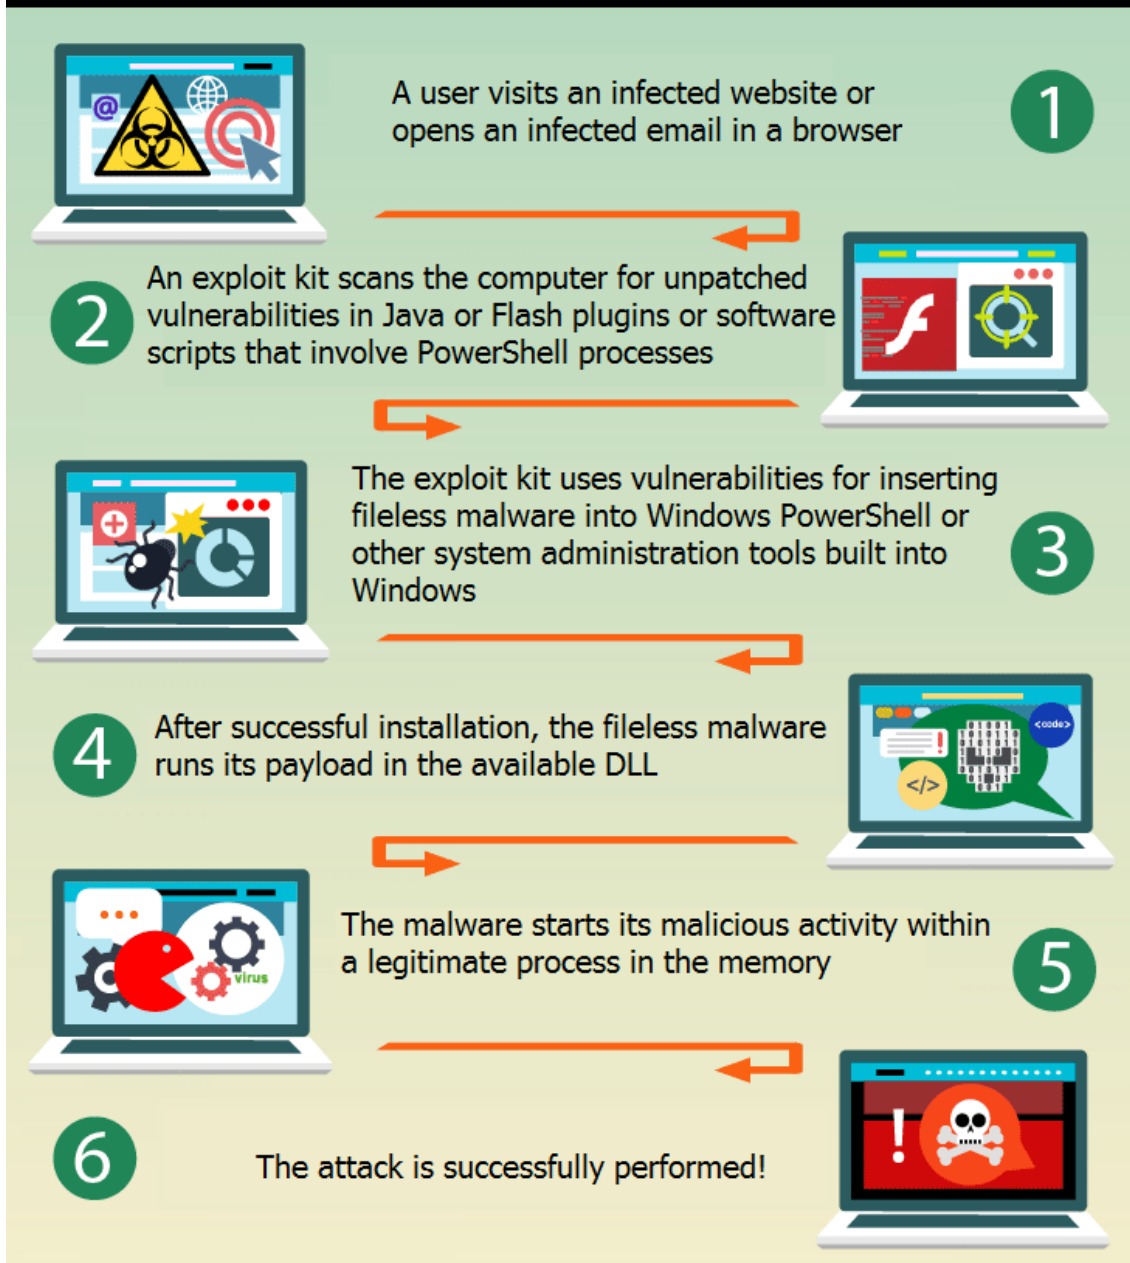 A user visits an infected website or
opens an infected email in a browser
1
@
An exploit kit scans the computer for unpatched
vulnerabilities in Java or Flash plugins or software
scripts that involve PowerShell processes
2
The exploit kit uses vulnerabilities for inserting
fileless malware into Windows PowerShell or
other system administration tools built into
Windows
3
After successful installation, the fileless malware
runs its payload in the available DLL
4
<code>
!
</>
The malware starts its malicious activity within
a legitimate process in the memory
5
virus
6
The attack is successfully performed!
!